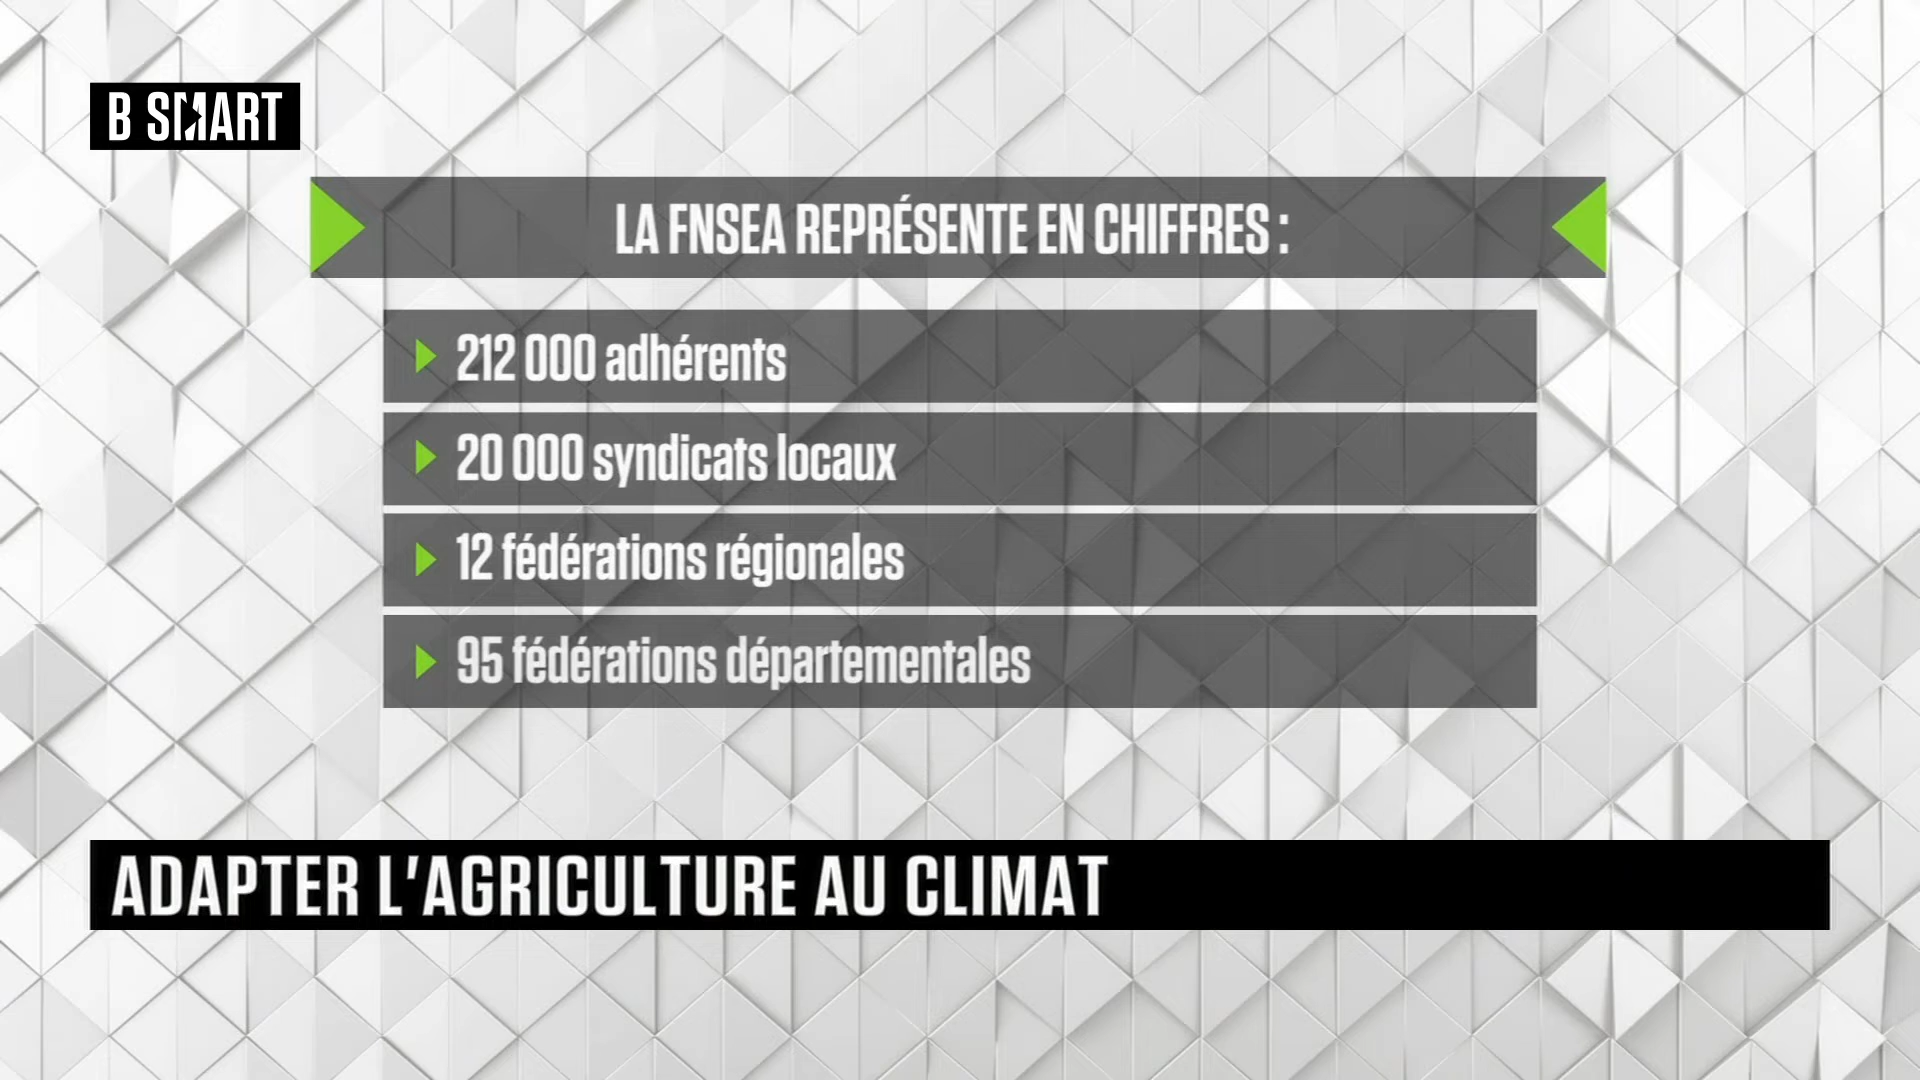 B SMART
LA FNSEA REPRÉSENTE EN CHIFFRES :
212 000 adhérents
20 000 syndicats locaux
12 fédérations régionales
95 fédérations départementales
ADAPTER L'AGRICULTURE AU CLIMAT